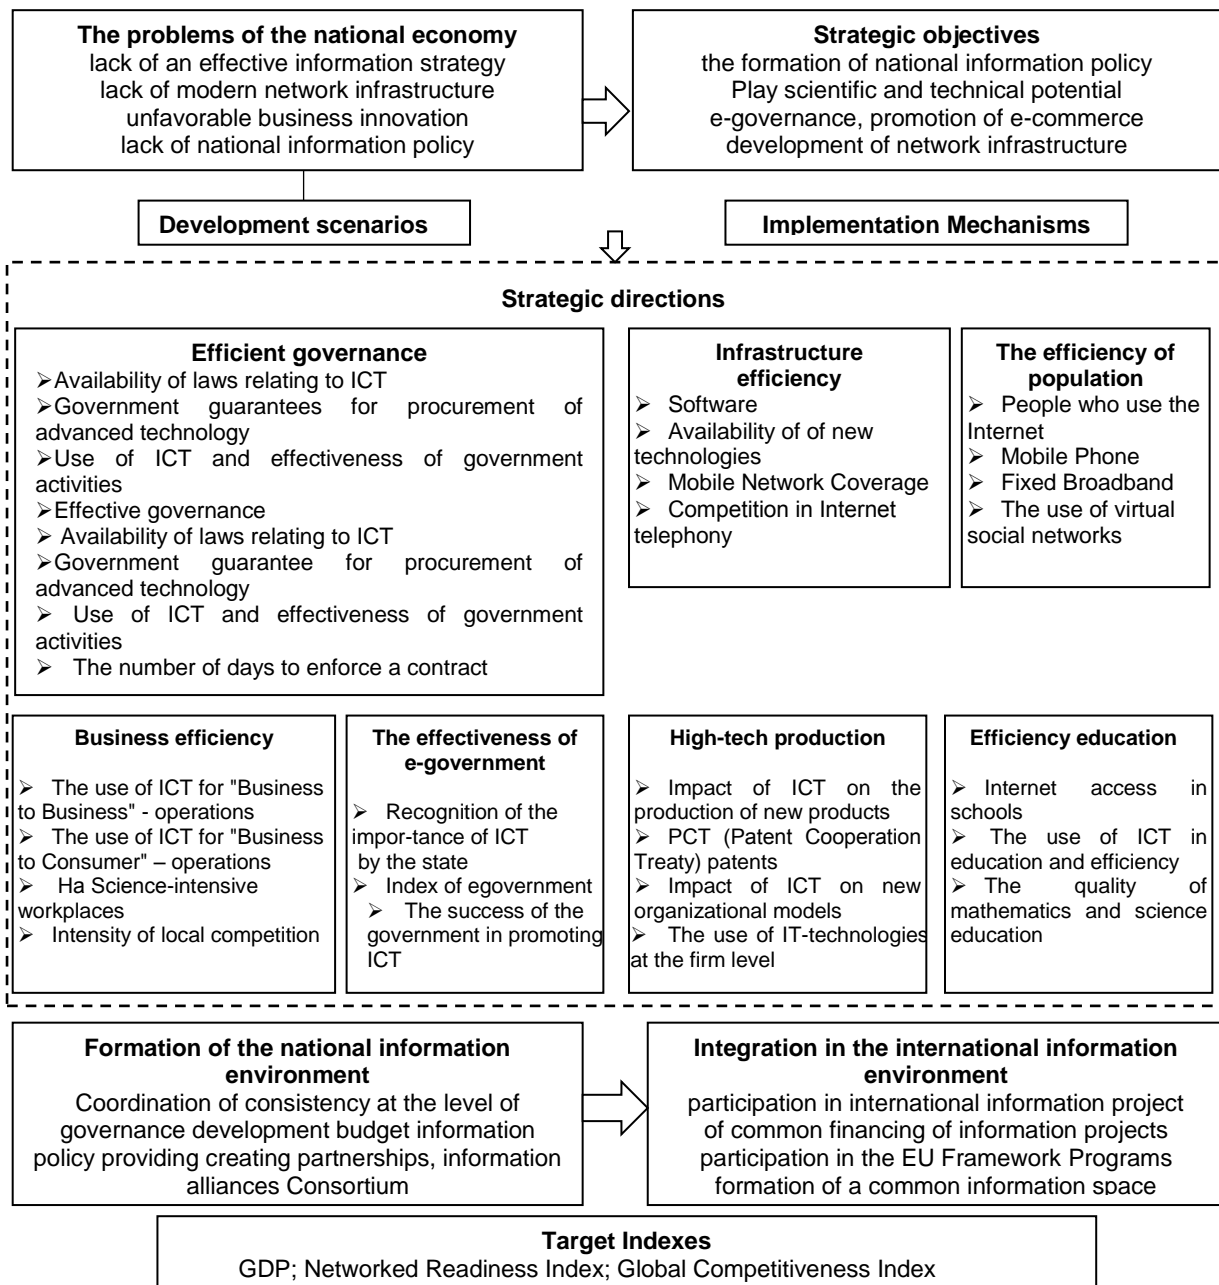 The problems of the national economy
lack of an effective information strategy
lack of modern network infrastructure
unfavorable business innovation
lack of national information policy
Strategic objectives
the formation of national information policy
Play scientific and technical potential
e-governance, promotion of e-commerce
development of network infrastructure
Development scenarios
Implementation Mechanisms
Strategic directions
Efficient governance
➢Availability of laws relating to ICT
➢Government guarantees for procurement of
advanced technology
➢Use of ICT and effectiveness of government
activities
➢Effective governance
➢ Availability of laws relating to ICT
➢Government guarantee for procurement of
advanced technology
➢ Use of ICT and effectiveness of government
activities
➢ The number of days to enforce a contract
Infrastructure
efficiency
➢ Software
➢ Availability of of new
technologies
➢ Mobile Network Coverage
➢ Competition in Internet
telephony
The efficiency of
population
➢ People who use the
Internet
➢ Mobile Phone
➢ Fixed Broadband
➢ The use of virtual
social networks
Business efficiency
➢ The use of ICT for "Business
to Business" - operations
➢ The use of ICT for "Business
to Consumer" – operations
➢ Ha Science-intensive
workplaces
➢ Intensity of local competition
The effectiveness of
e-government
➢ Recognition of the
impor-tance of ICT
by the state
➢ Index of egovernment
➢ The success of the
government in promoting
ICT
High-tech production
➢ Impact of ICT on the
production of new products
➢ PCT (Patent Cooperation
Treaty) patents
➢ Impact of ICT on new
organizational models
➢ The use of IT-technologies
at the firm level
Efficiency education
➢ Internet access in
schools
➢ The use of ICT in
education and efficiency
➢ The quality of
mathematics and science
education
Formation of the national information
environment
Coordination of consistency at the level of
governance development budget information
policy providing creating partnerships, information
alliances Consortium
Integration in the international information
environment
participation in international information project
of common financing of information projects
participation in the EU Framework Programs
formation of a common information space
Target Indexes
GDP; Networked Readiness Index; Global Competitiveness Index